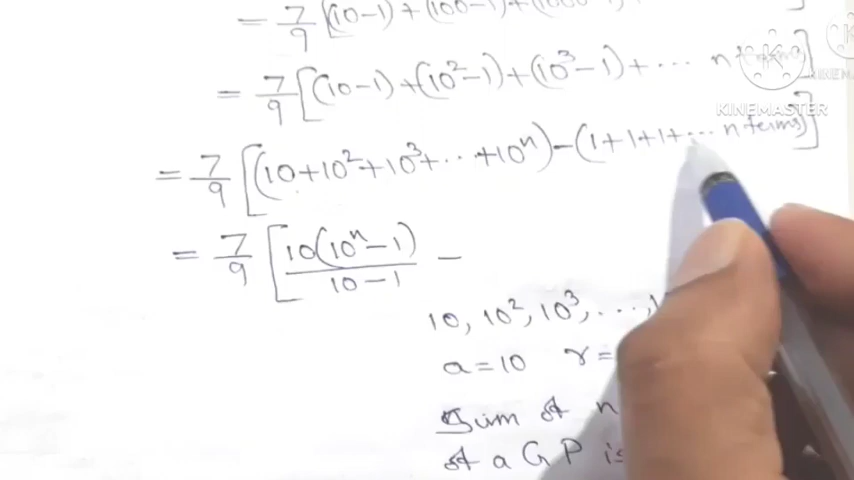 = 7/9 [(10-1) + (100-1) + (1000
= 7/9 [(10-1) + (10²-1) + (10³-1) + ... n
= 7/9 [(10+10²+10³+...+10ⁿ) - (1+1+1+... n terms)]
= 7/9 [10(10ⁿ-1)/10-1 -
10, 10², 10³, ...,
a = 10 r =
Sum of n
of a GP is
KINEMASTER
KINEMASTER